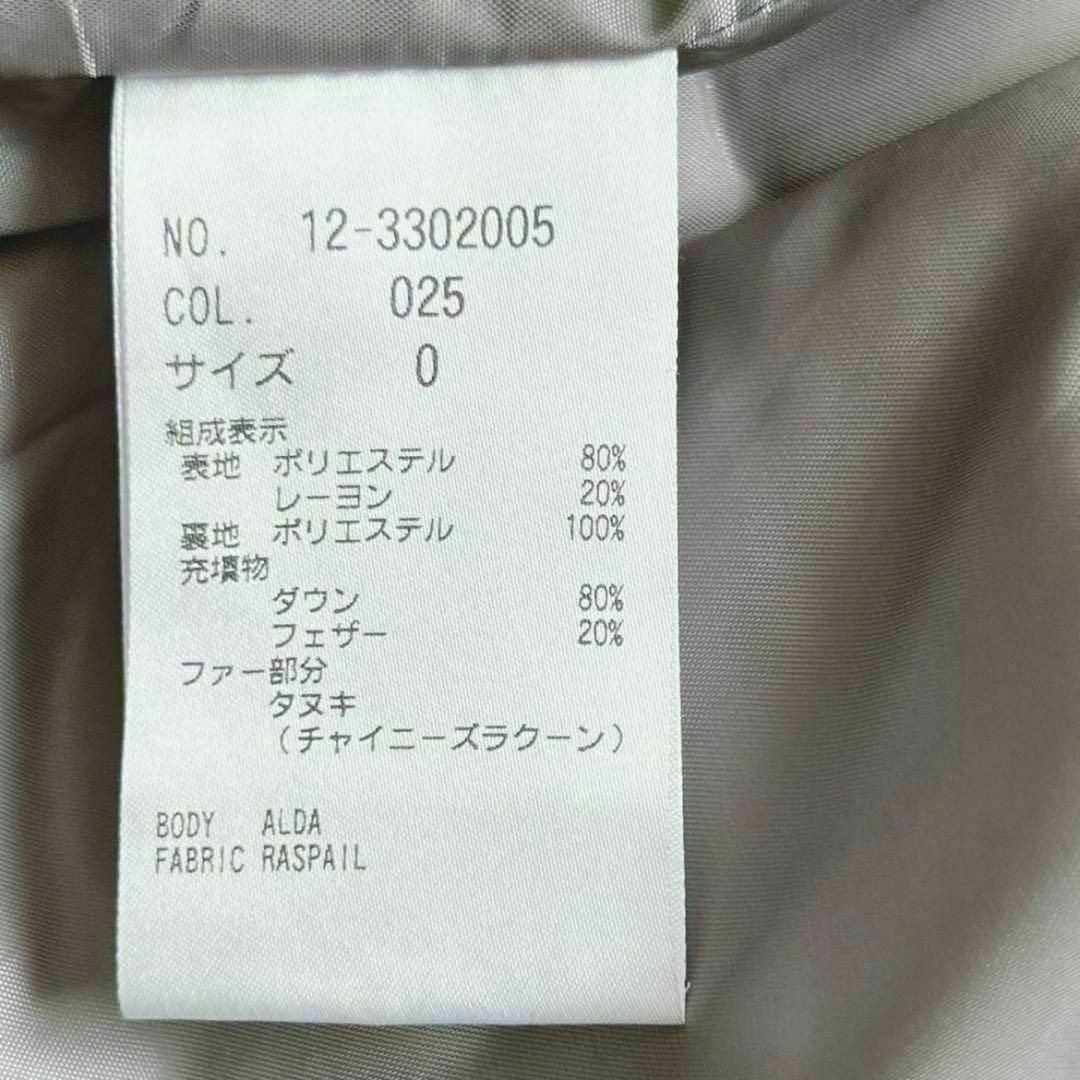 NO. 12-3302005
COL. 025
サイズ 0
組成表示
表地 ポリエステル 80%
レーヨン 20%
裏地 ポリエステル 100%
充填物
ダウン 80%
フェザー 20%
ファー部分
タヌキ
(チャイニーズラクーン)
BODY ALDA
FABRIC RASPAIL